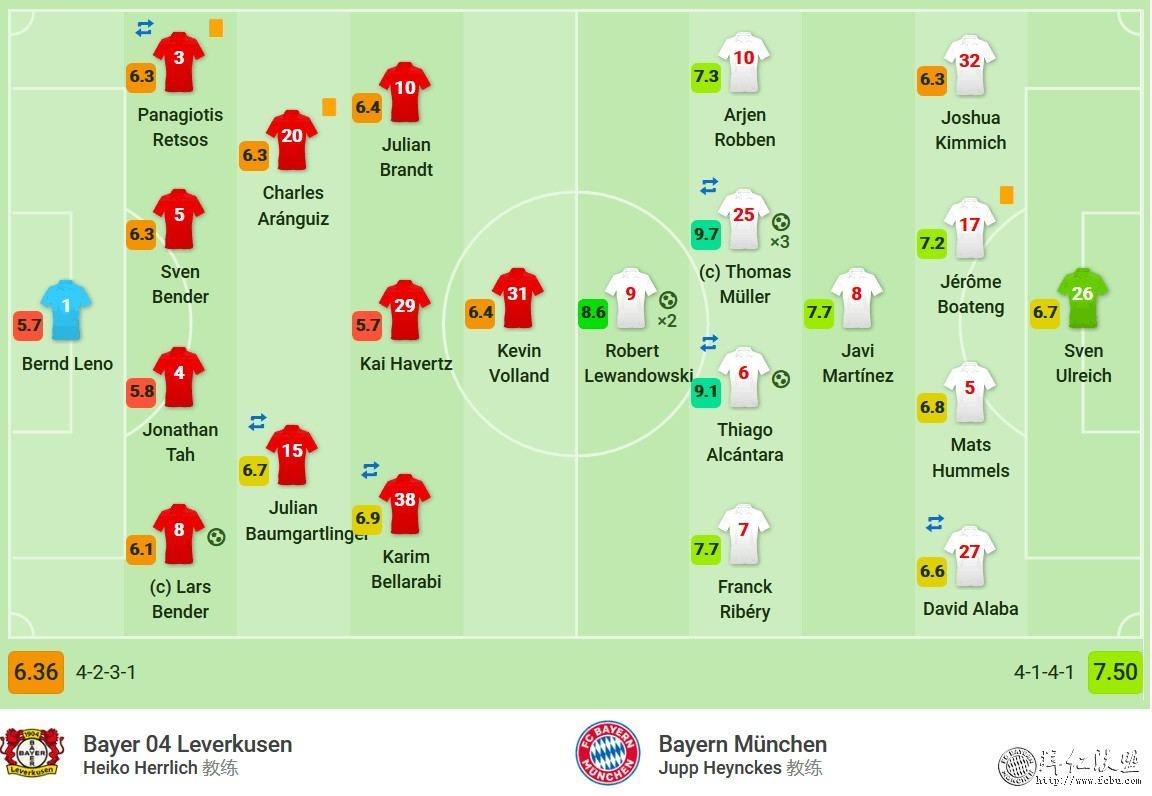 3
6.3
Panagiotis
Retsos
20
6.3
Charles
Aránguiz
10
6.4
Julian
Brandt
5
6.3
Sven
Bender
1
5.7
Bernd Leno
4
5.8
Jonathan
Tah
15
6.7
Julian
Baumgartlinger
29
5.7
Kai Havertz
31
6.4
Kevin
Volland
8
6.1
(c) Lars
Bender
38
6.9
Karim
Bellarabi
10
7.3
Arjen
Robben
32
6.3
Joshua
Kimmich
25
9.7
×3
(c) Thomas
Müller
17
7.2
Jérôme
Boateng
9
8.6
×2
Robert
Lewandowski
8
7.7
Javi
Martínez
26
6.7
Sven
Ulreich
6
9.1
Thiago
Alcántara
5
6.8
Mats
Hummels
7
7.7
Franck
Ribéry
27
6.6
David Alaba
6.36 4-2-3-1
4-1-4-1 7.50
1904
BAYER
BAYER
Leverkusen
Bayer 04 Leverkusen
Heiko Herrlich 教练
FC BAYERN
MÜNCHEN
Bayern München
Jupp Heynckes 教练
拜仁联盟
http://www.fcbu.com